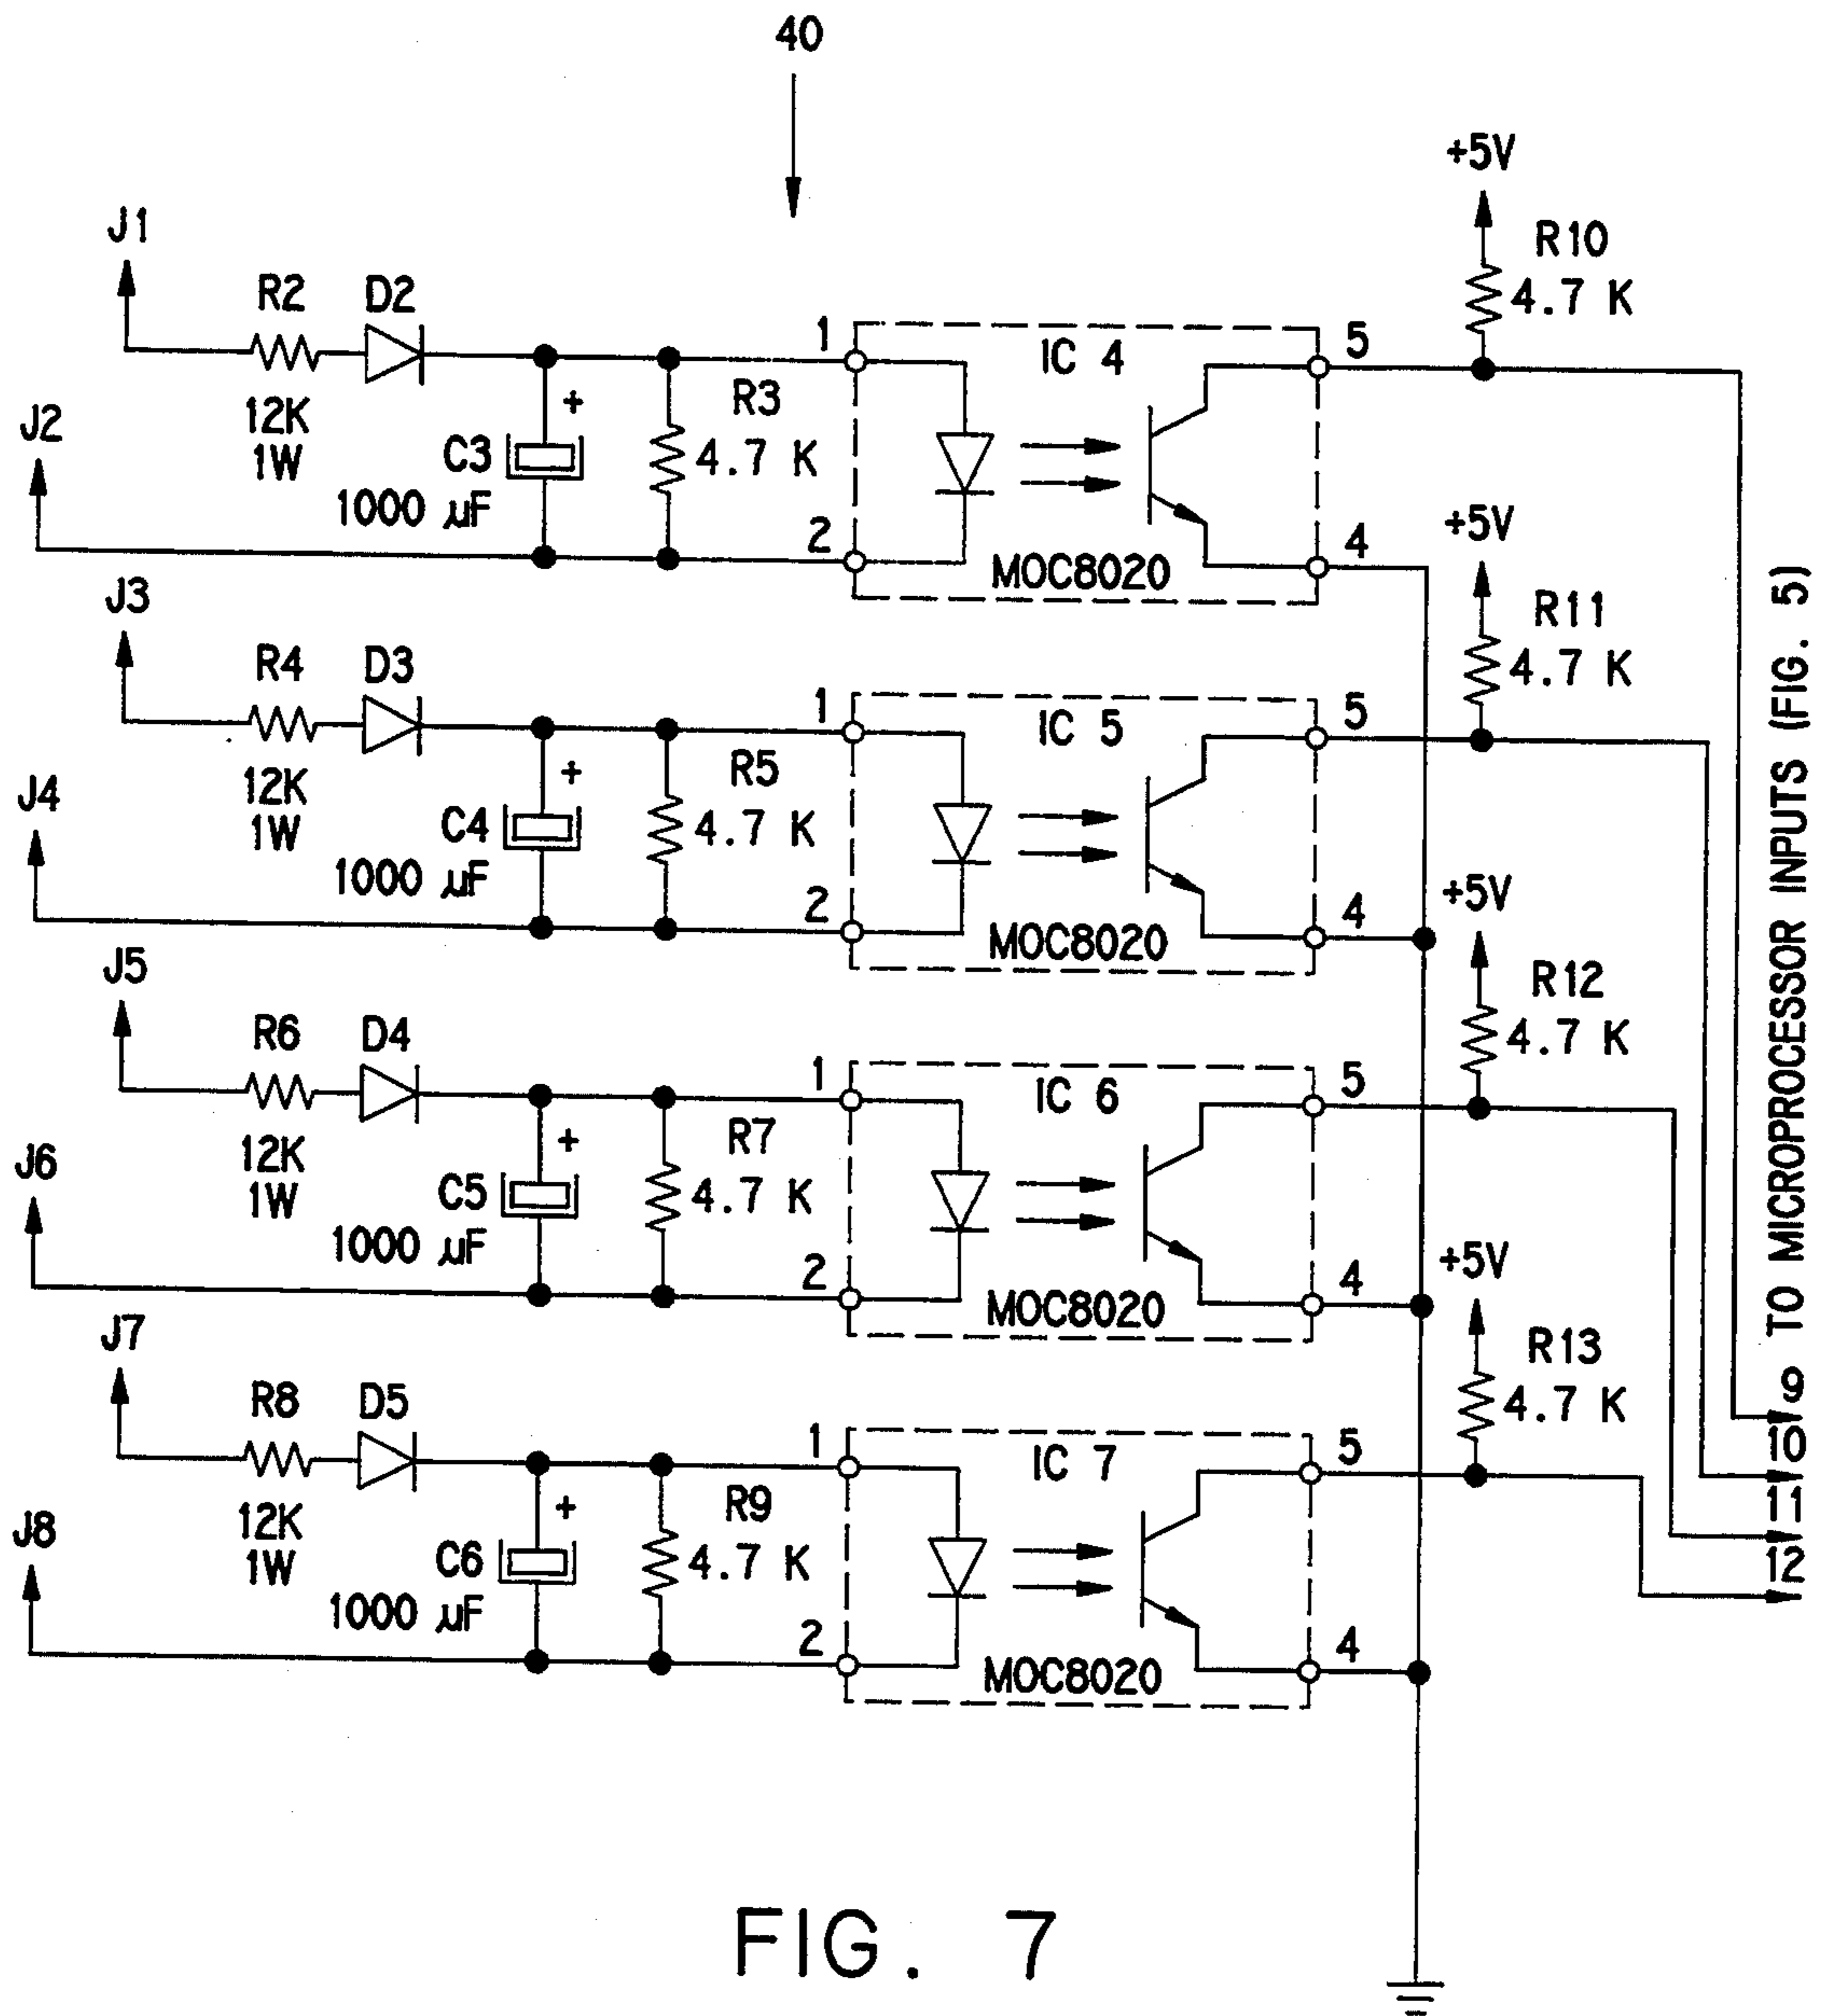 40
+5V
J1
R2
D2
12K
1W
C3
+
1000 µF
R3
4.7 K
1
2
IC 4
MOC8020
5
4
R10
4.7 K
J2
+5V
J3
R4
D3
12K
1W
C4
+
1000 µF
R5
4.7 K
1
2
IC 5
MOC8020
5
4
R11
4.7 K
J4
+5V
J5
R6
D4
12K
1W
C5
+
1000 µF
R7
4.7 K
1
2
IC 6
MOC8020
5
4
R12
4.7 K
J6
+5V
J7
R8
D5
12K
1W
C6
+
1000 µF
R9
4.7 K
1
2
IC 7
MOC8020
5
4
R13
4.7 K
J8
9
10
11
12
TO MICROPROCESSOR INPUTS (FIG. 5)
FIG. 7